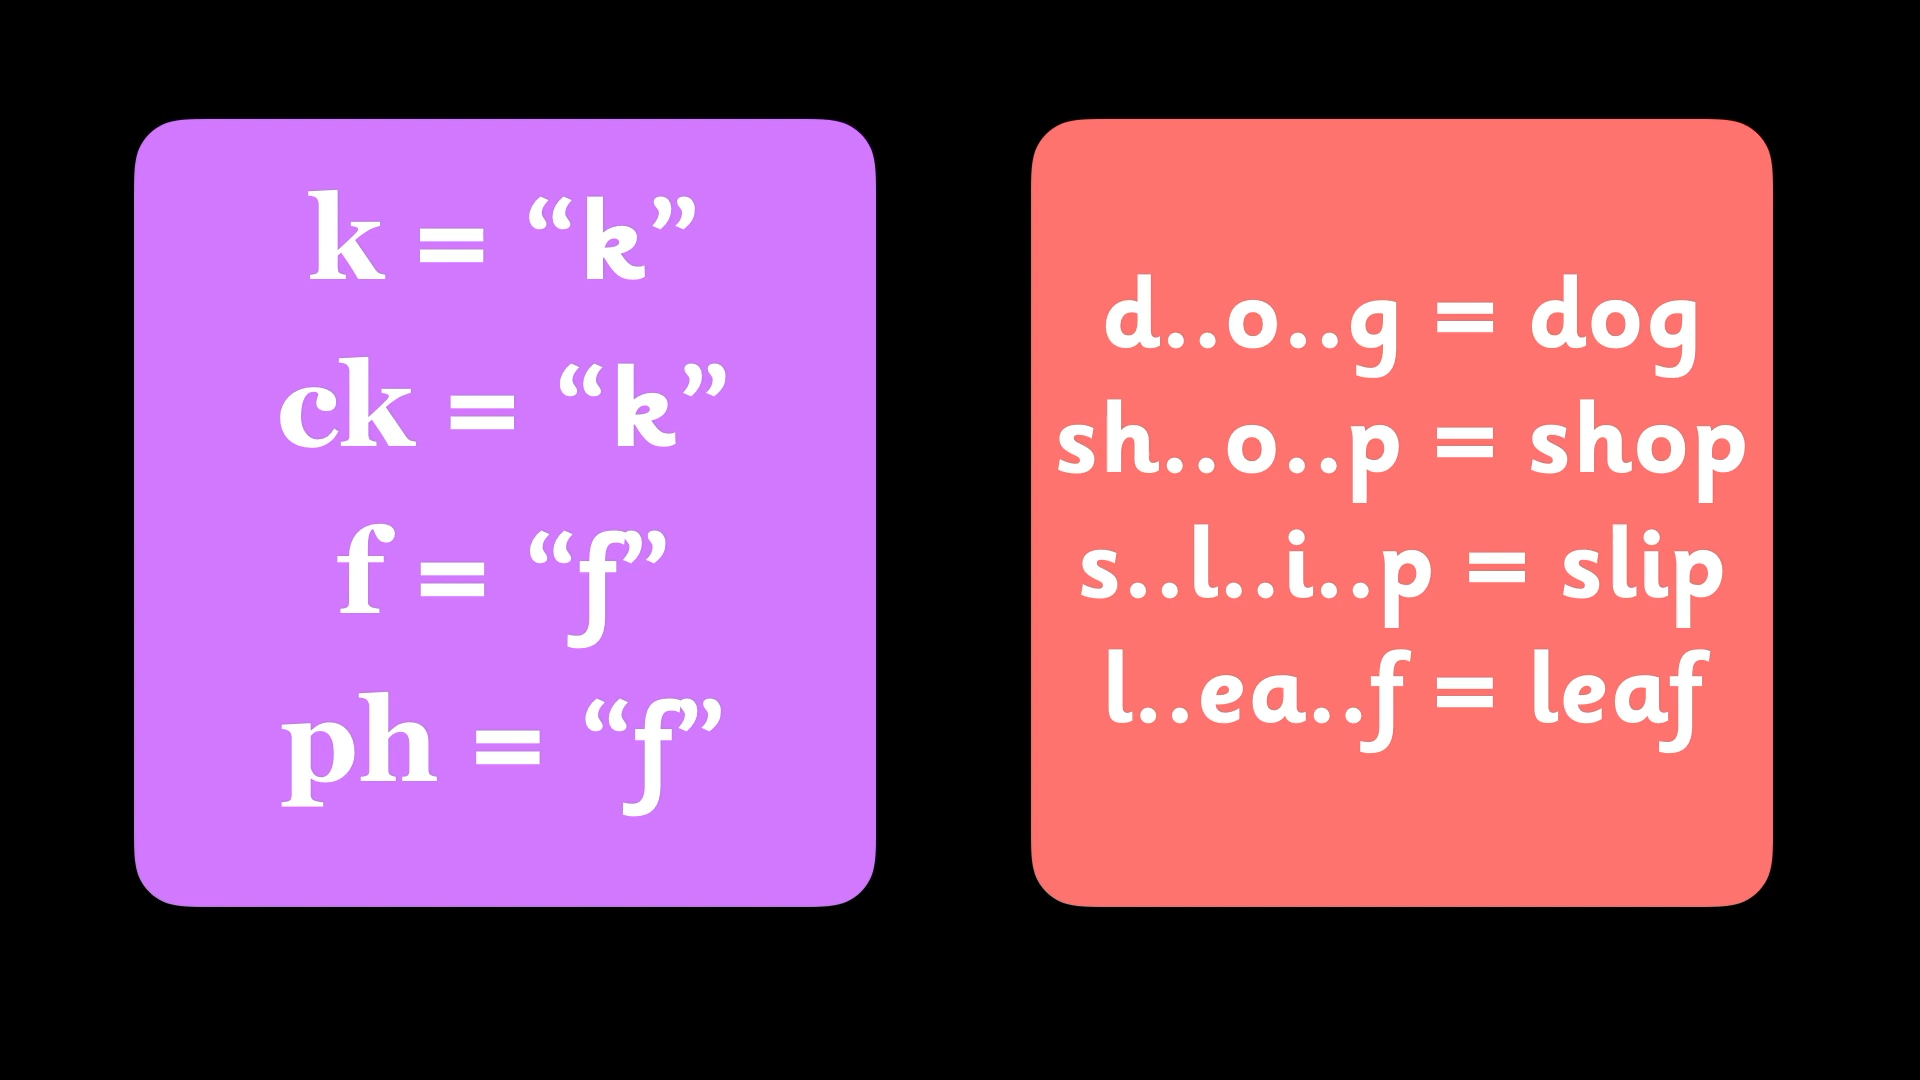 k = “k”
ck = “k”
f = “f”
ph = “f”
d..o..g = dog
sh..o..p = shop
s..l..i..p = slip
l..ea..f = leaf